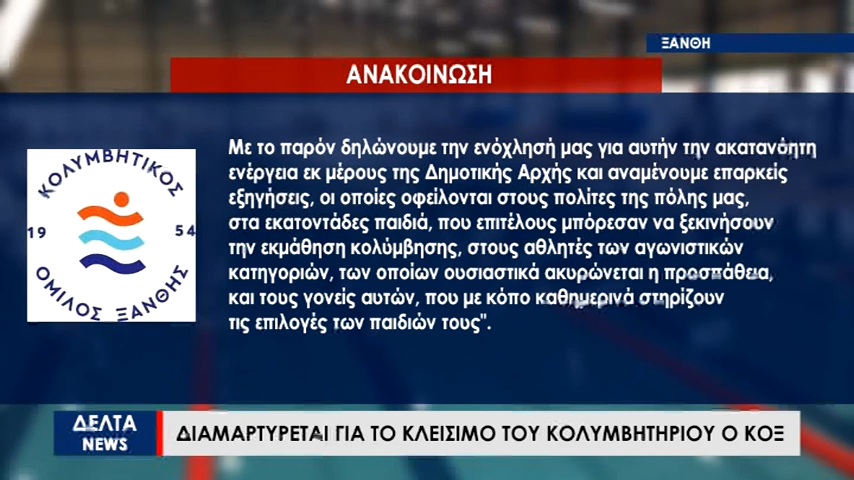 ΞΑΝΘΗ
ΑΝΑΚΟΙΝΩΣΗ
Με το παρόν δηλώνουμε την ενόχλησή μας για αυτήν την ακατανόητη
ενέργεια εκ μέρους της Δημοτικής Αρχής και αναμένουμε επαρκείς
εξηγήσεις, οι οποίες οφείλονται στους πολίτες της πόλης μας,
στα εκατοντάδες παιδιά, που επιτέλους μπόρεσαν να ξεκινήσουν
την εκμάθηση κολύμβησης, στους αθλητές των αγωνιστικών
κατηγοριών, των οποίων ουσιαστικά ακυρώνεται η προσπάθεια,
και τους γονείς αυτών, που με κόπο καθημερινά στηρίζουν
τις επιλογές των παιδιών τους".
ΚΟΛΥΜΒΗΤΙΚΟΣ
19 54
ΟΜΙΛΟΣ ΞΑΝΘΗΣ
ΔΕΛΤΑ
NEWS
ΔΙΑΜΑΡΤΥΡΕΤΑΙ ΓΙΑ ΤΟ ΚΛΕΙΣΙΜΟ ΤΟΥ ΚΟΛΥΜΒΗΤΗΡΙΟΥ Ο ΚΟΞ